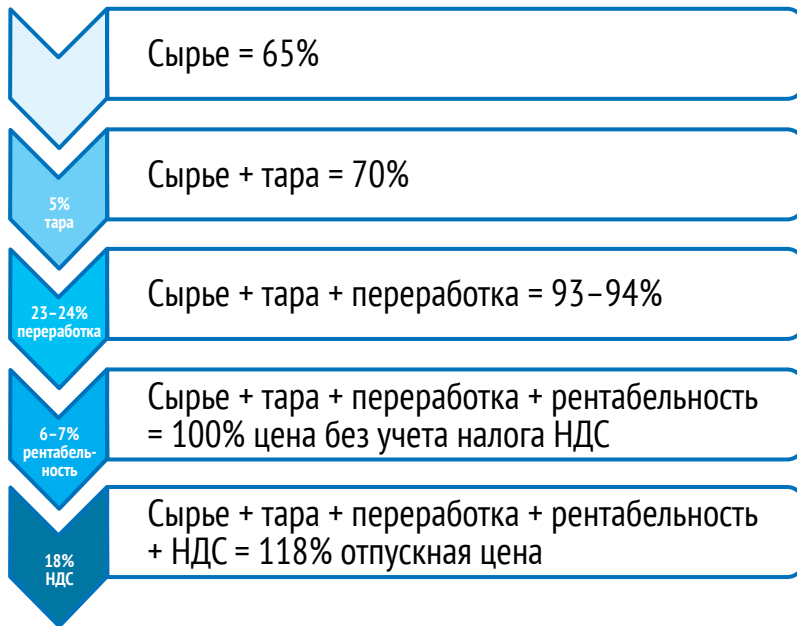 Сырье = 65%
5%
тара
Сырье + тара = 70%
23–24%
переработка
Сырье + тара + переработка = 93–94%
6–7%
рентабель-
ность
Сырье + тара + переработка + рентабельность
= 100% цена без учета налога НДС
18%
НДС
Сырье + тара + переработка + рентабельность
+ НДС = 118% отпускная цена